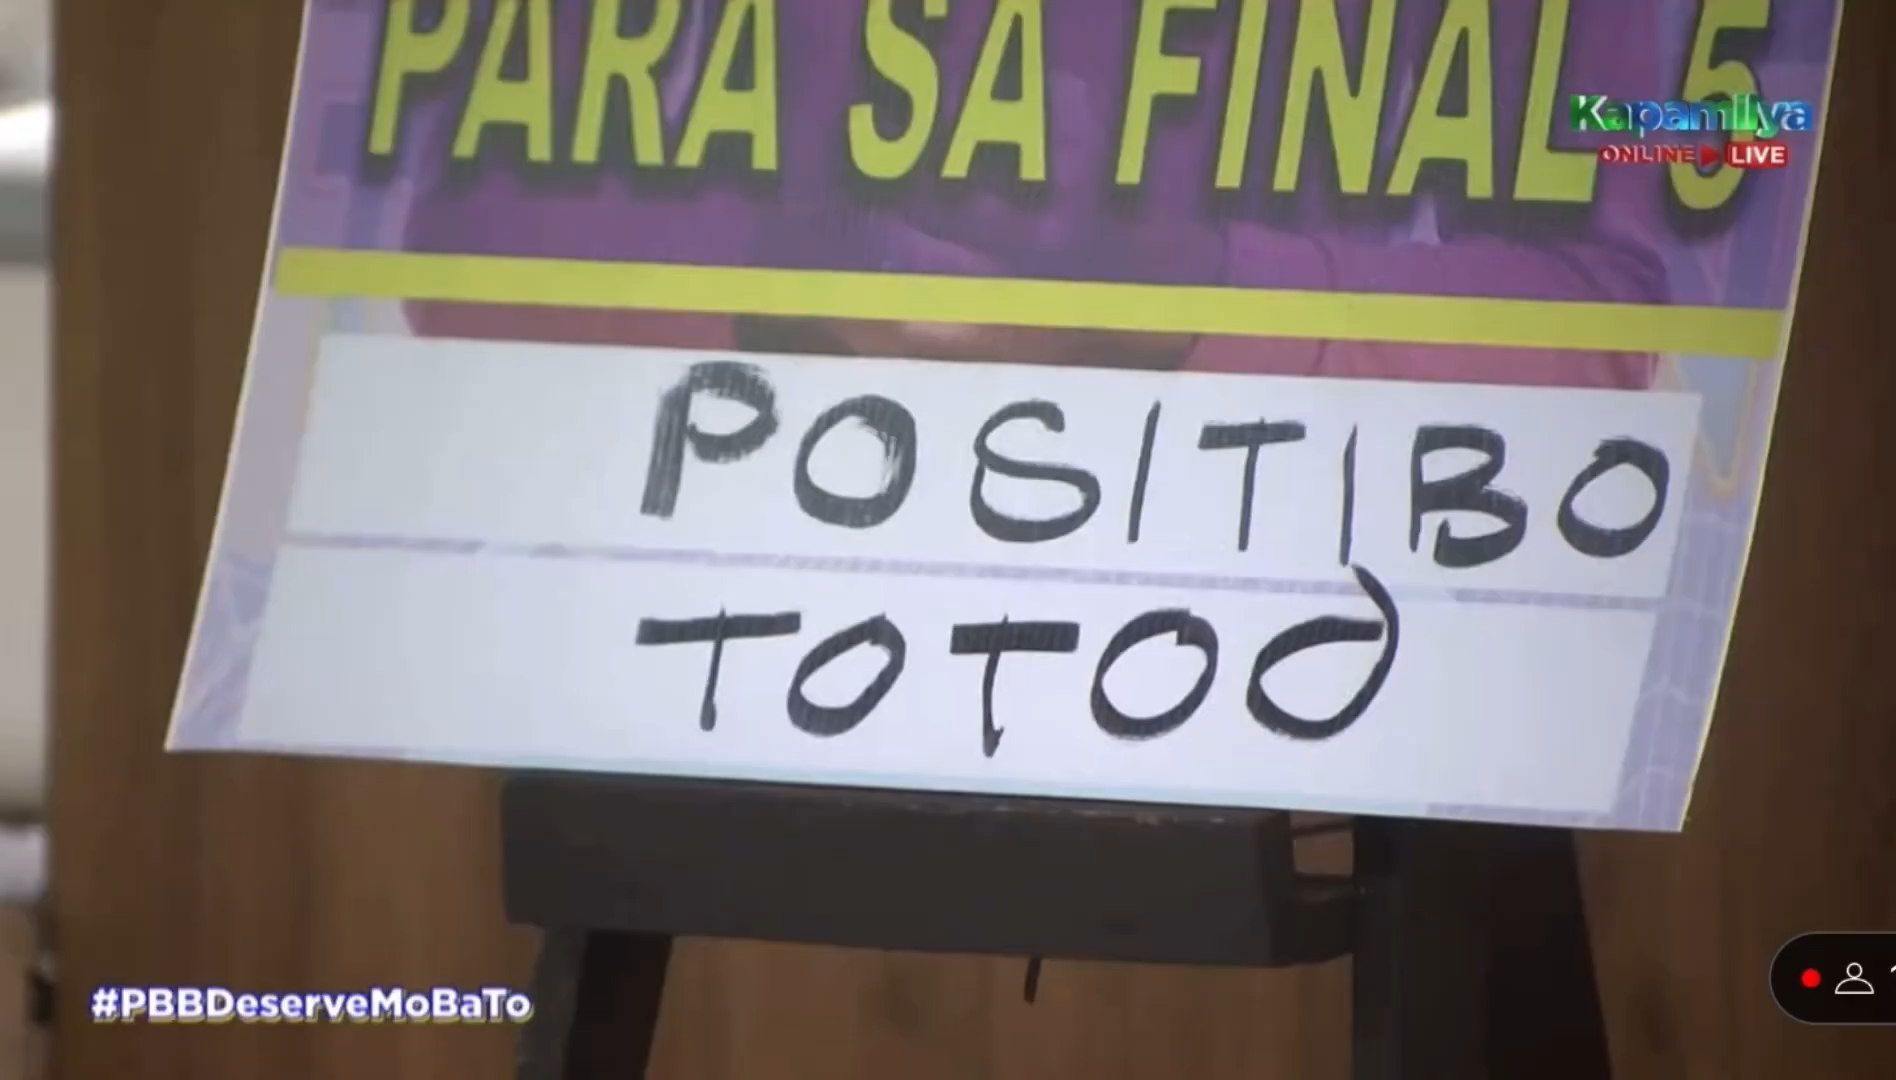 PARA SA FINAL 5
Kapamilya
ONLINE LIVE
POSITIBO
TOTOO
#PBBDeserveMoBaTo